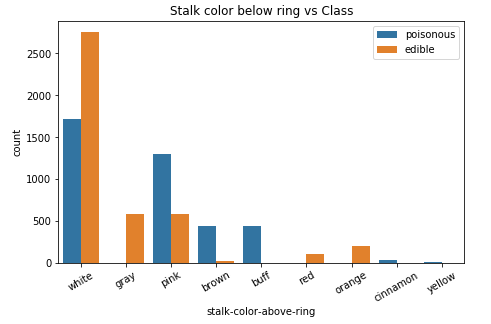 Stalk color below ring vs Class
poisonous
edible
count
2500
2000
1500
1000
500
0
white
gray
pink
brown
buff
red
orange
cinnamon
yellow
stalk-color-above-ring